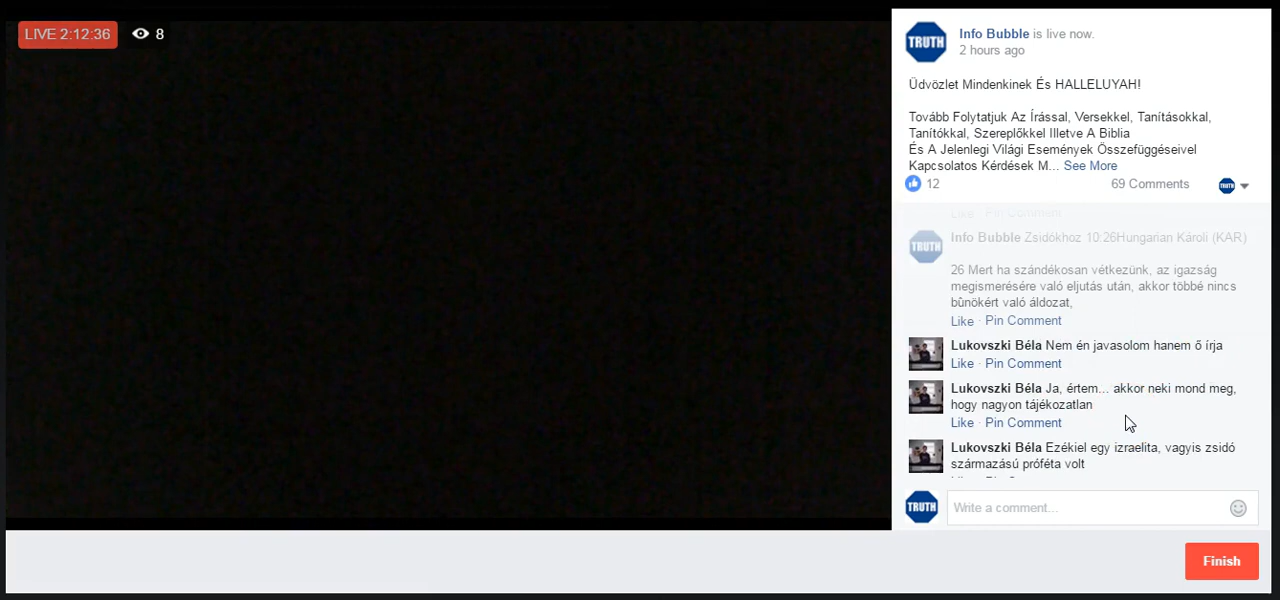 LIVE 2:12:36
8
TRUTH
Info Bubble is live now.
2 hours ago
Üdvözlet Mindenkinek És HALLELUYAH!
Tovább Folytatjuk Az Írással, Versekkel, Tanításokkal,
Tanítókkal, Szereplőkkel Illetve A Biblia
És A Jelenlegi Világi Események Összefüggéseivel
Kapcsolatos Kérdések M... See More
12
69 Comments
TRUTH
Like · Pin Comment
TRUTH
Info Bubble Zsidókhoz 10:26Hungarian Károli (KAR)
26 Mert ha szándékosan vétkezünk, az igazság
megismerésére való eljutás után, akkor többé nincs
bűnökért való áldozat,
Like · Pin Comment
Lukovszki Béla Nem én javasolom hanem ő írja
Like · Pin Comment
Lukovszki Béla Ja, értem... akkor neki mond meg,
hogy nagyon tájékozatlan
Like · Pin Comment
Lukovszki Béla Ezékiel egy izraelita, vagyis zsidó
származású próféta volt
TRUTH
Write a comment...
Finish